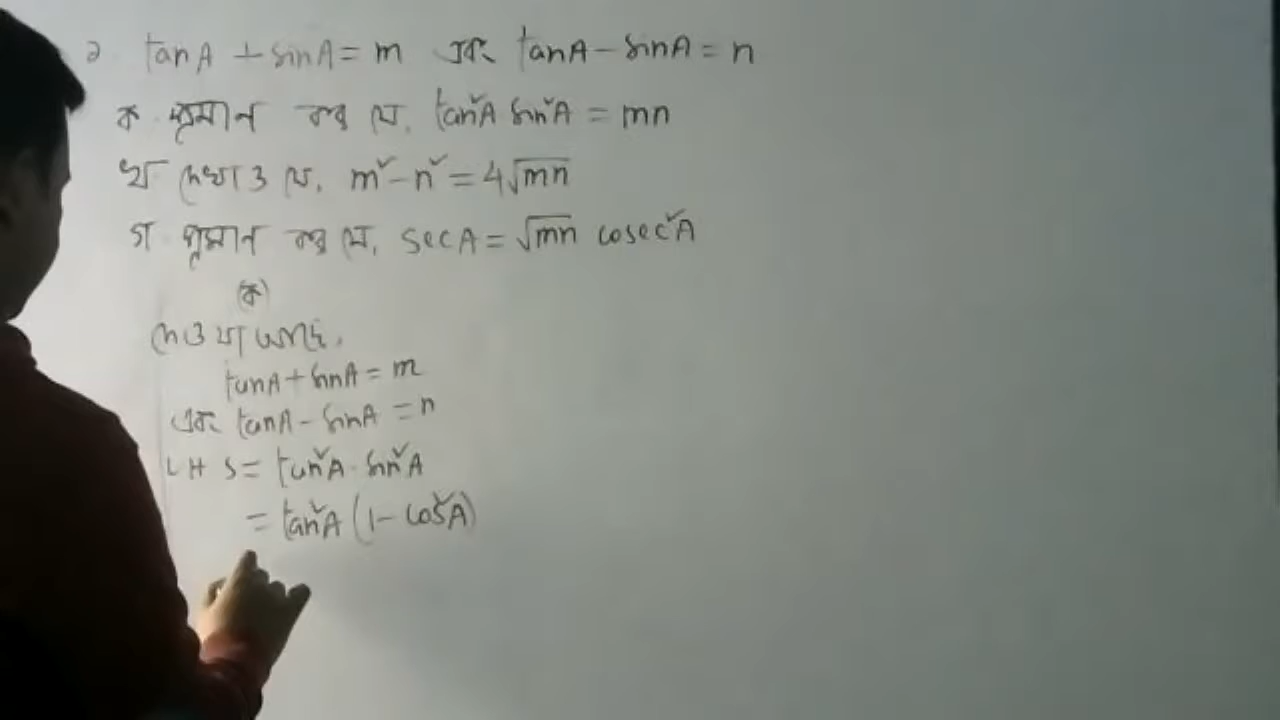 ১. tanA + sinA = m এবং tanA − sinA = n
ক. প্রমান কর যে, tan²A sin²A = mn
খ. দেখাও যে, m² − n² = 4√mn
গ. প্রমান কর যে, secA = √mn cosec²A
(ক)
দেওয়া আছে,
tanA + sinA = m
এবং tanA − sinA = n
LHS = tan²A · sin²A
= tan²A (1 − cos²A)